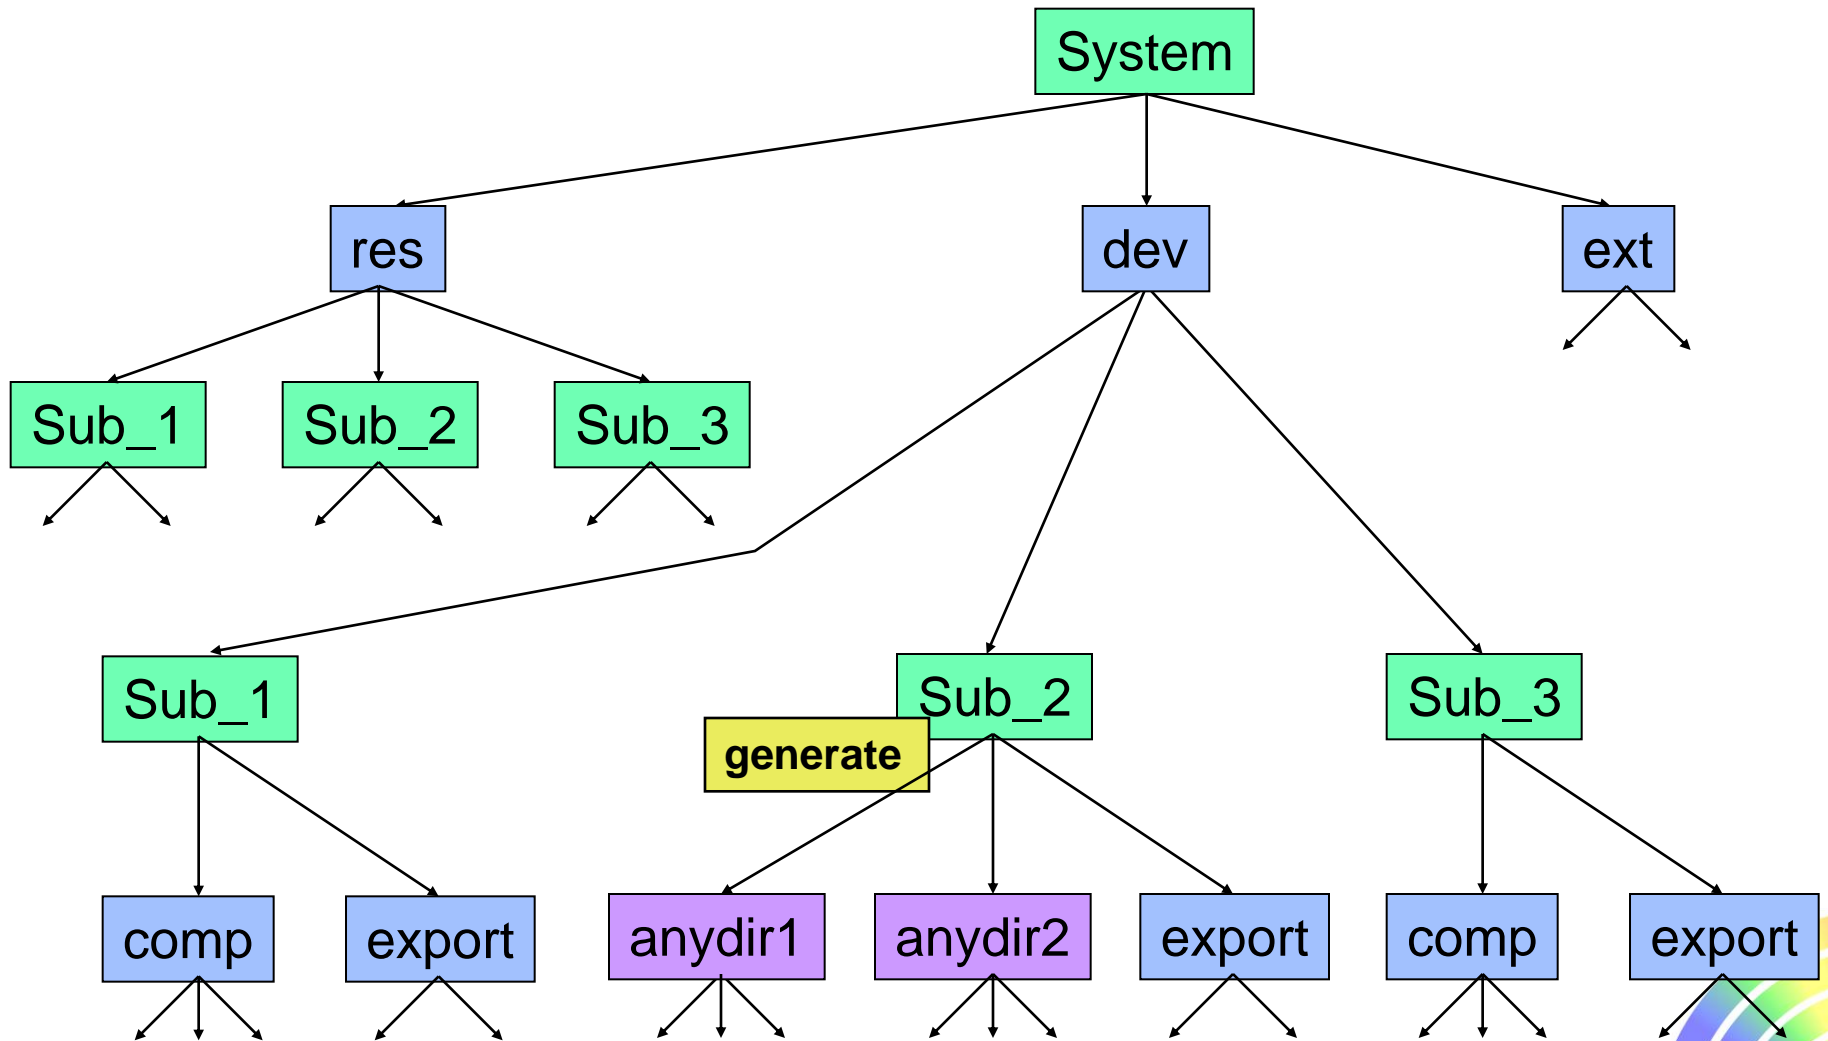 System
res
dev
ext
Sub_1
Sub_2
Sub_3
Sub_1
Sub_2
Sub_3
generate
comp
export
anydir1
anydir2
export
comp
export